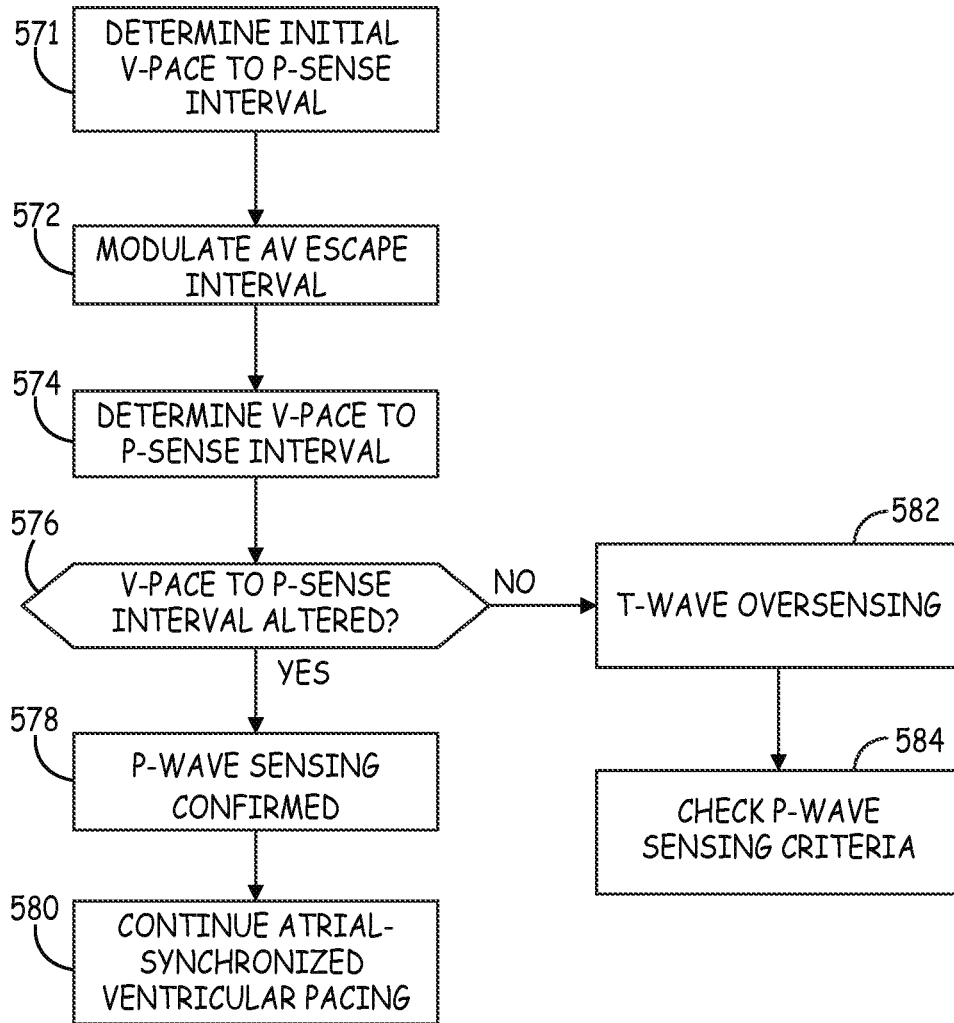 571
DETERMINE INITIAL
V-PACE TO P-SENSE
INTERVAL
572
MODULATE AV ESCAPE
INTERVAL
574
DETERMINE V-PACE TO
P-SENSE INTERVAL
576
V-PACE TO P-SENSE
INTERVAL ALTERED?
NO
582
T-WAVE OVERSENSING
YES
578
P-WAVE SENSING
CONFIRMED
584
CHECK P-WAVE
SENSING CRITERIA
580
CONTINUE ATRIAL-
SYNCHRONIZED
VENTRICULAR PACING